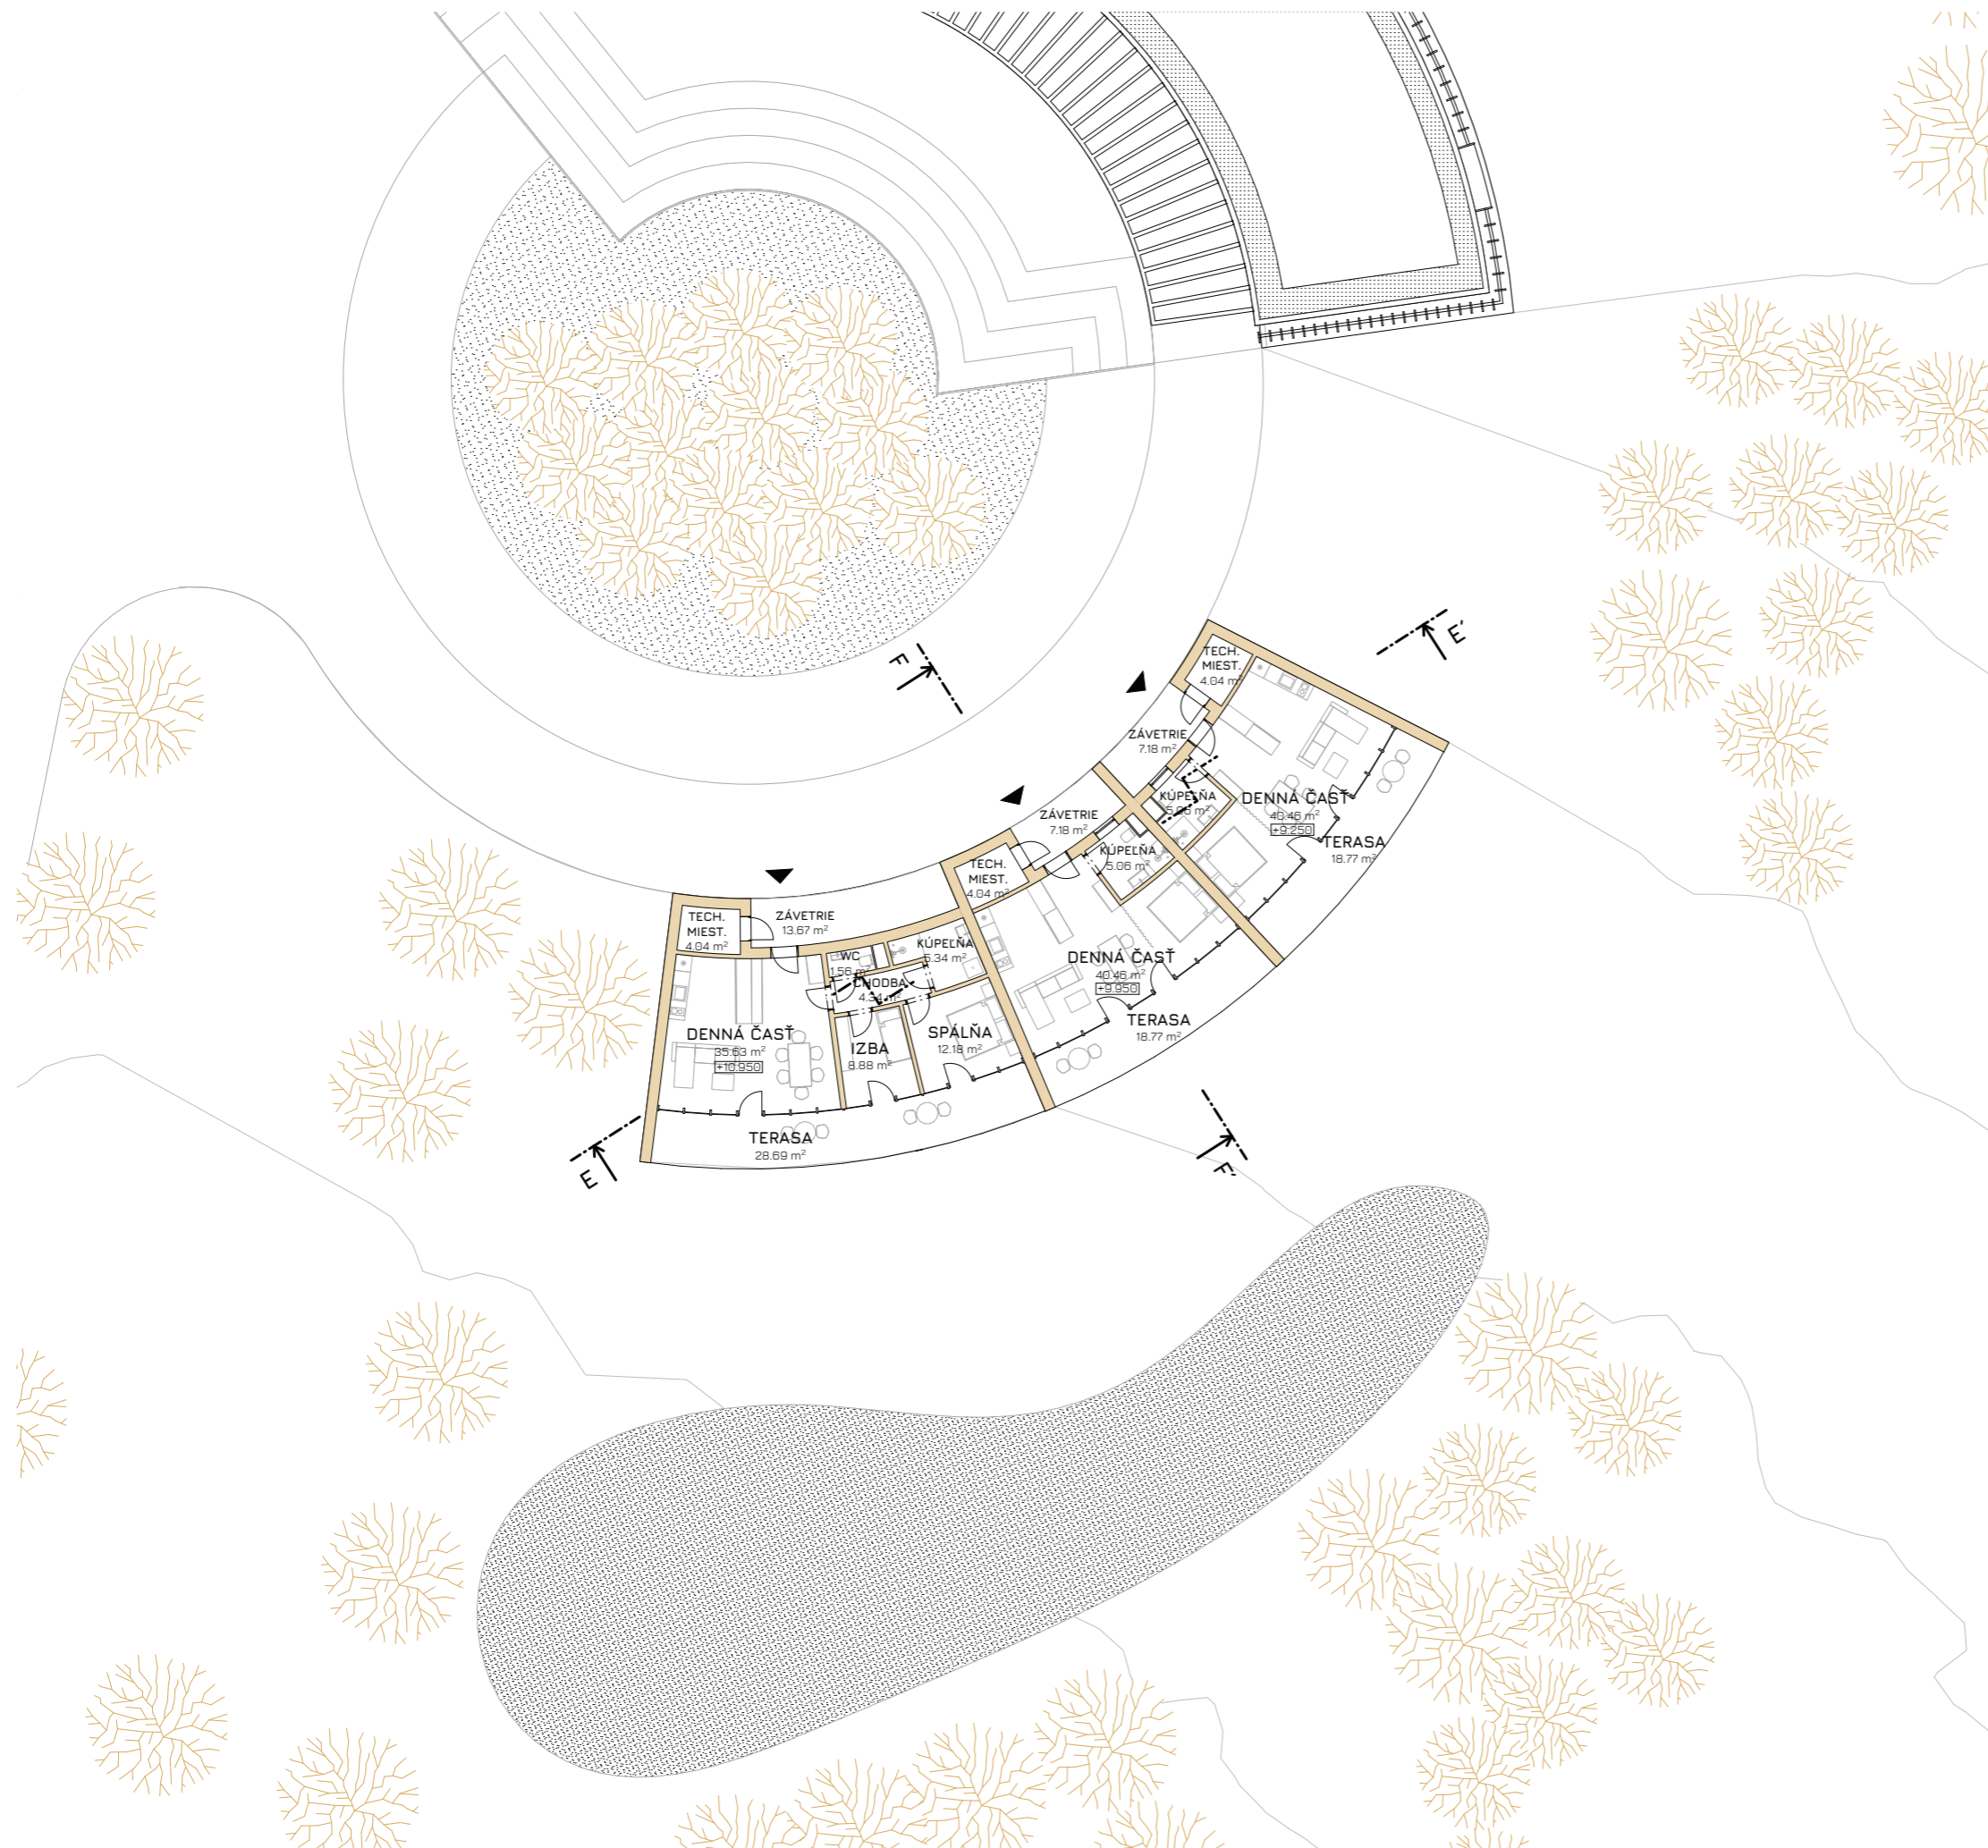 E'
F
TECH.
MIEST.
4.04 m²
ZÁVETRIE
7.18 m²
KÚPEĽŇA
5.06 m²
DENNÁ ČASŤ
40.46 m²
+9.250
TERASA
18.77 m²
ZÁVETRIE
7.18 m²
KÚPEĽŇA
5.06 m²
TECH.
MIEST.
4.04 m²
DENNÁ ČASŤ
40.46 m²
+9.950
TERASA
18.77 m²
TECH.
MIEST.
4.04 m²
ZÁVETRIE
13.67 m²
WC
1.56 m²
KÚPEĽŇA
5.34 m²
CHODBA
4.34 m²
DENNÁ ČASŤ
35.63 m²
+10.950
IZBA
8.88 m²
SPÁLŇA
12.18 m²
TERASA
28.69 m²
E
F'